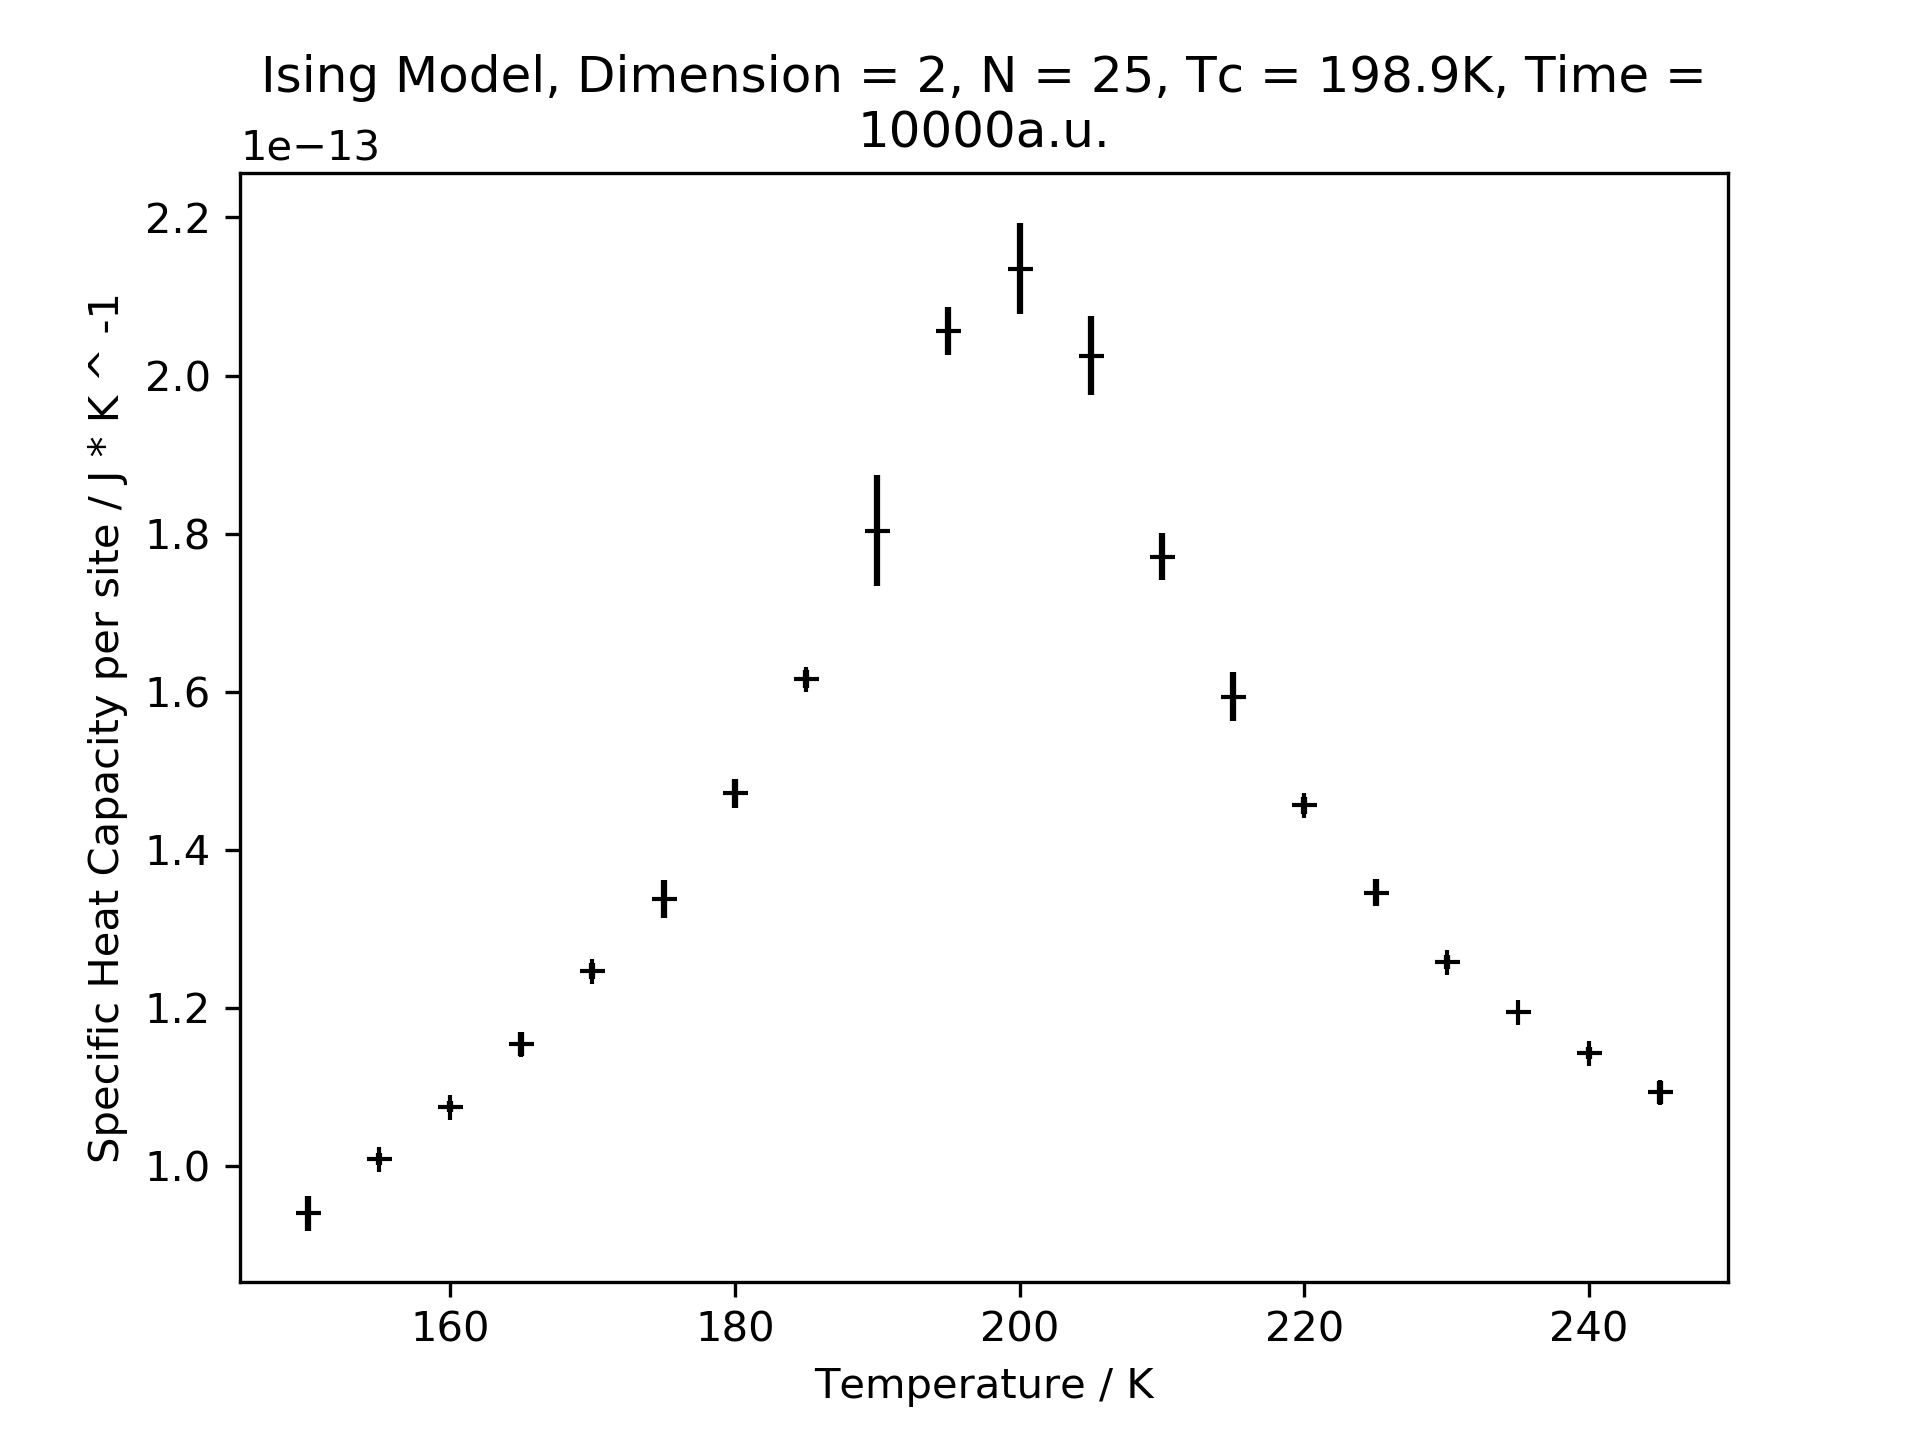 Ising Model, Dimension = 2, N = 25, Tc = 198.9K, Time =
10000a.u.
1e−13
2.2
2.0
1.8
1.6
1.4
1.2
1.0
Specific Heat Capacity per site / J * K ^ -1
160 180 200 220 240
Temperature / K